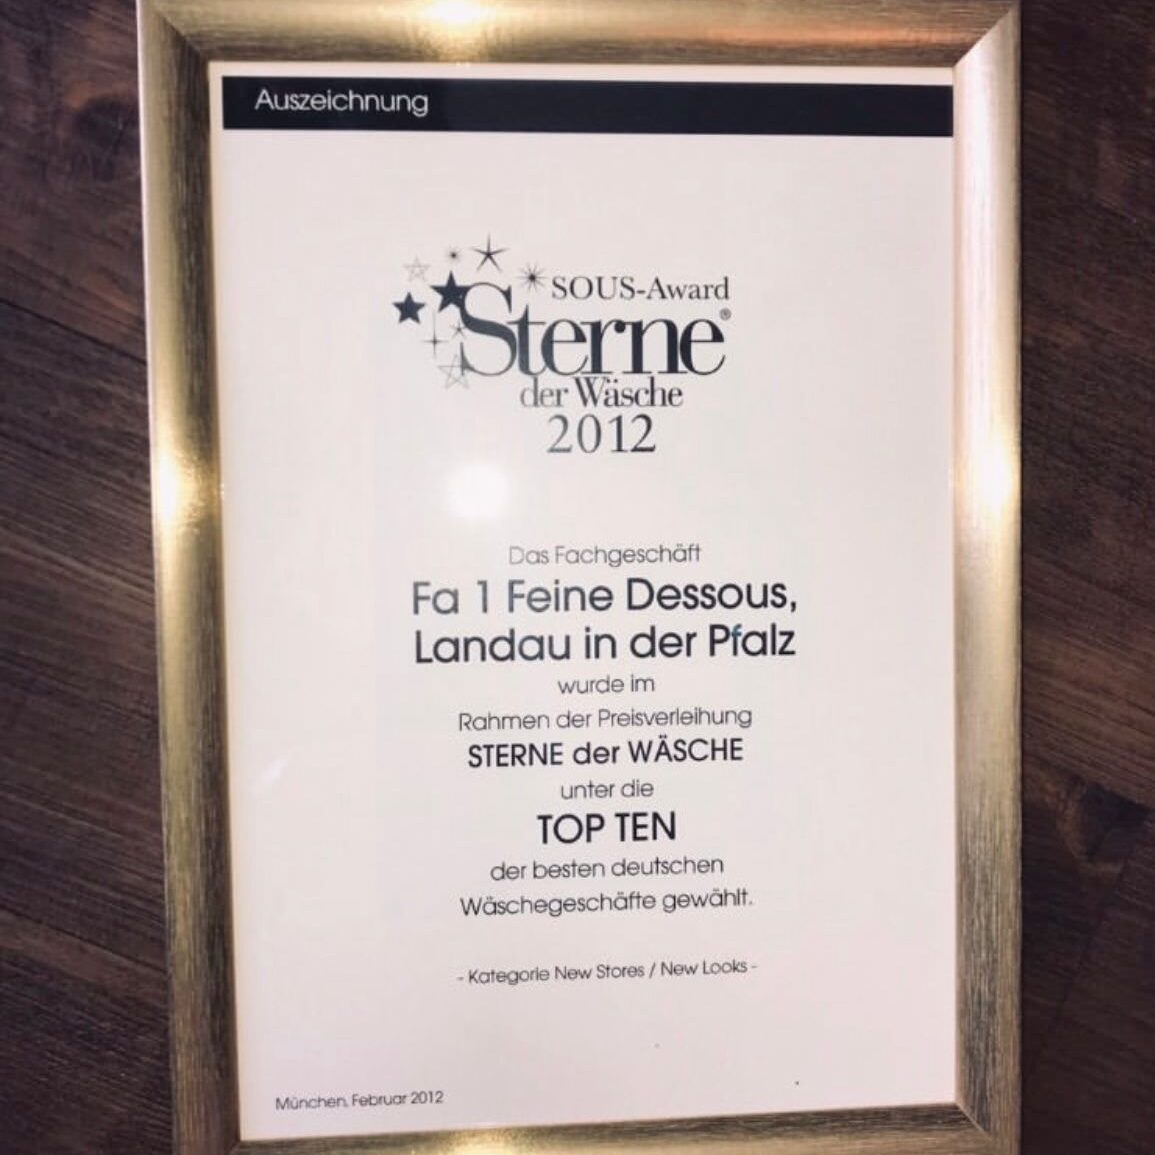 Auszeichnung
SOUS-Award
Sterne®
der Wäsche
2012
Das Fachgeschäft
Fa 1 Feine Dessous,
Landau in der Pfalz
wurde im
Rahmen der Preisverleihung
STERNE der WÄSCHE
unter die
TOP TEN
der besten deutschen
Wäschegeschäfte gewählt.
- Kategorie New Stores / New Looks -
München, Februar 2012